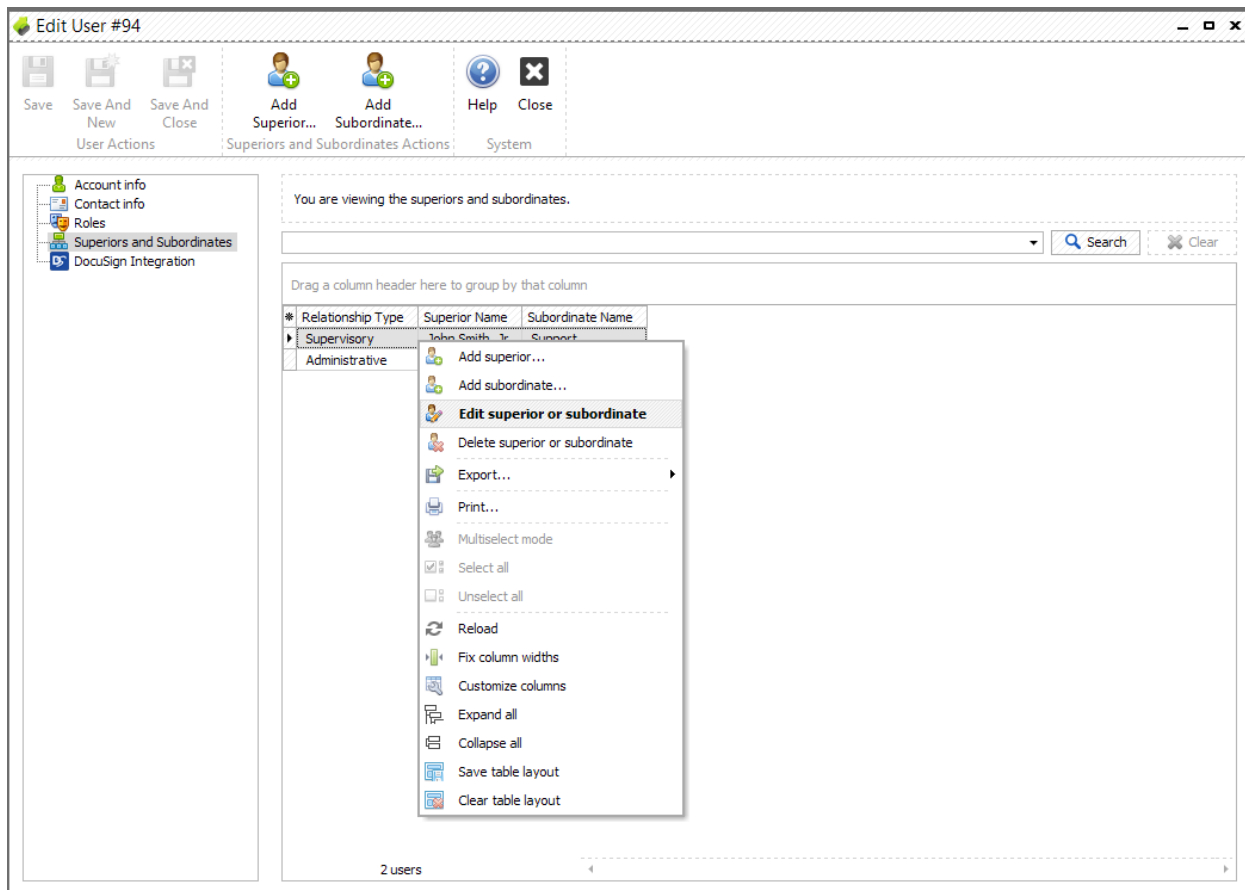 Edit User #94
Save
Save And
New
Save And
Close
Add
Superior...
Add
Subordinate...
Help
Close
User Actions
Superiors and Subordinates Actions
System
Account info
Contact info
Roles
Superiors and Subordinates
DocuSign Integration
You are viewing the superiors and subordinates.
Search
Clear
Drag a column header here to group by that column
Relationship Type Superior Name Subordinate Name
Supervisory John Smith, Jr Support
Administrative
Add superior...
Add subordinate...
Edit superior or subordinate
Delete superior or subordinate
Export...
Print...
Multiselect mode
Select all
Unselect all
Reload
Fix column widths
Customize columns
Expand all
Collapse all
Save table layout
Clear table layout
2 users